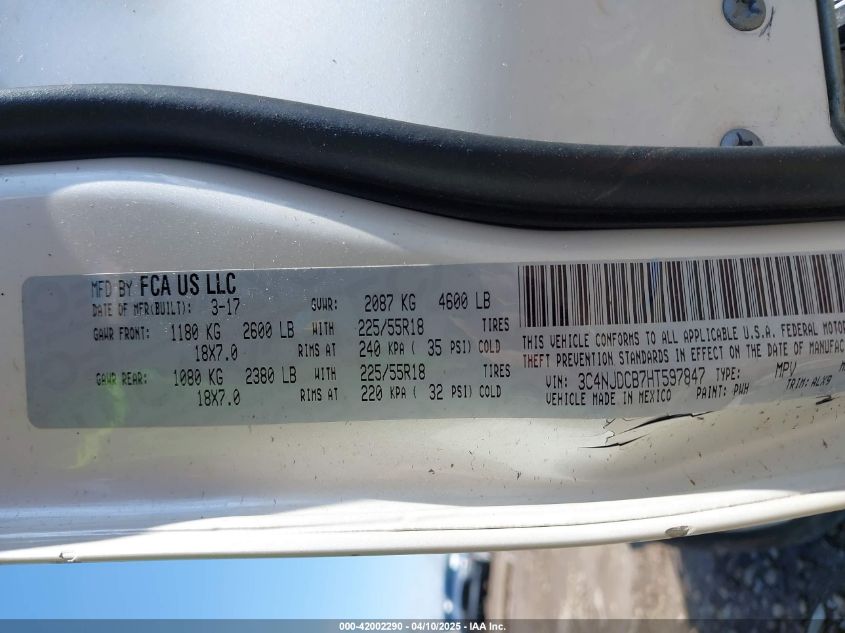 MFD BY FCA US LLC
DATE OF MFR(BUILT): 3-17 GVWR: 2087 KG 4600 LB
GAWR FRONT: 1180 KG 2600 LB WITH 225/55R18 TIRES
18X7.0 RIMS AT 240 KPA ( 35 PSI) COLD
GAWR REAR: 1080 KG 2380 LB WITH 225/55R18 TIRES
18X7.0 RIMS AT 220 KPA ( 32 PSI) COLD
THIS VEHICLE CONFORMS TO ALL APPLICABLE U.S.A. FEDERAL MOTOR
THEFT PREVENTION STANDARDS IN EFFECT ON THE DATE OF MANUFAC
VIN: 3C4NJDCB7HT597847 TYPE: MPV M
VEHICLE MADE IN MEXICO PAINT: PWH TRIM: ALX9
000-42002290 - 04/10/2025 - IAA Inc.